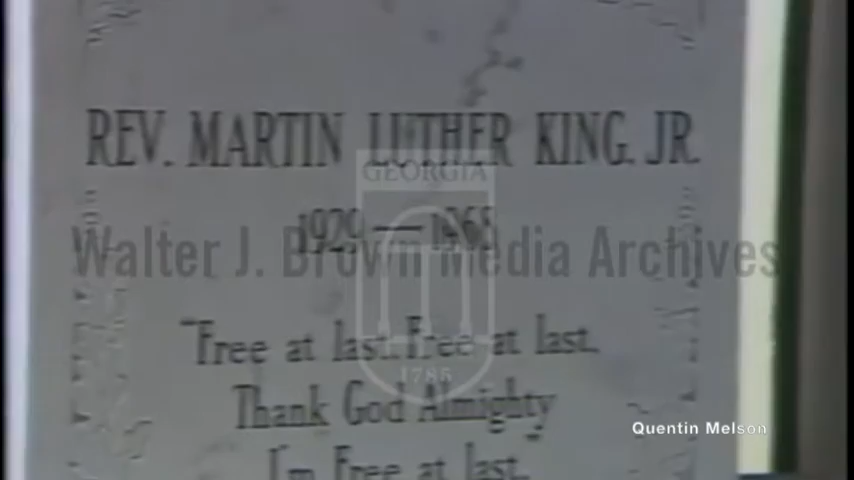 REV. MARTIN LUTHER KING, JR.
GEORGIA
1929 — 1968
Walter J. Brown Media Archives
"Free at last, Free at last,
1785
Thank God Almighty
Quentin Melson
I'm Free at last."